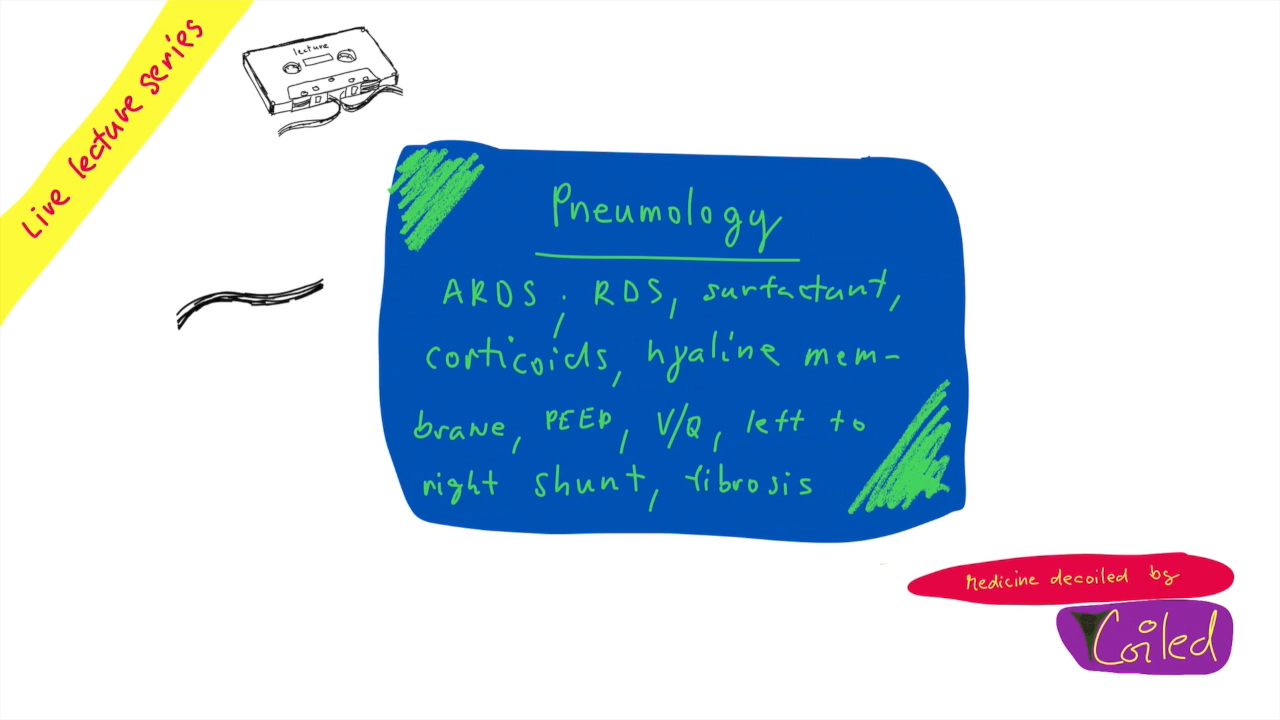 Live lecture series
lecture
Pneumology
ARDS; RDS, surfactant,
corticoids, hyaline mem-
brane, PEEP, V/Q, left to
right shunt, fibrosis
Medicine decoiled by
Coiled